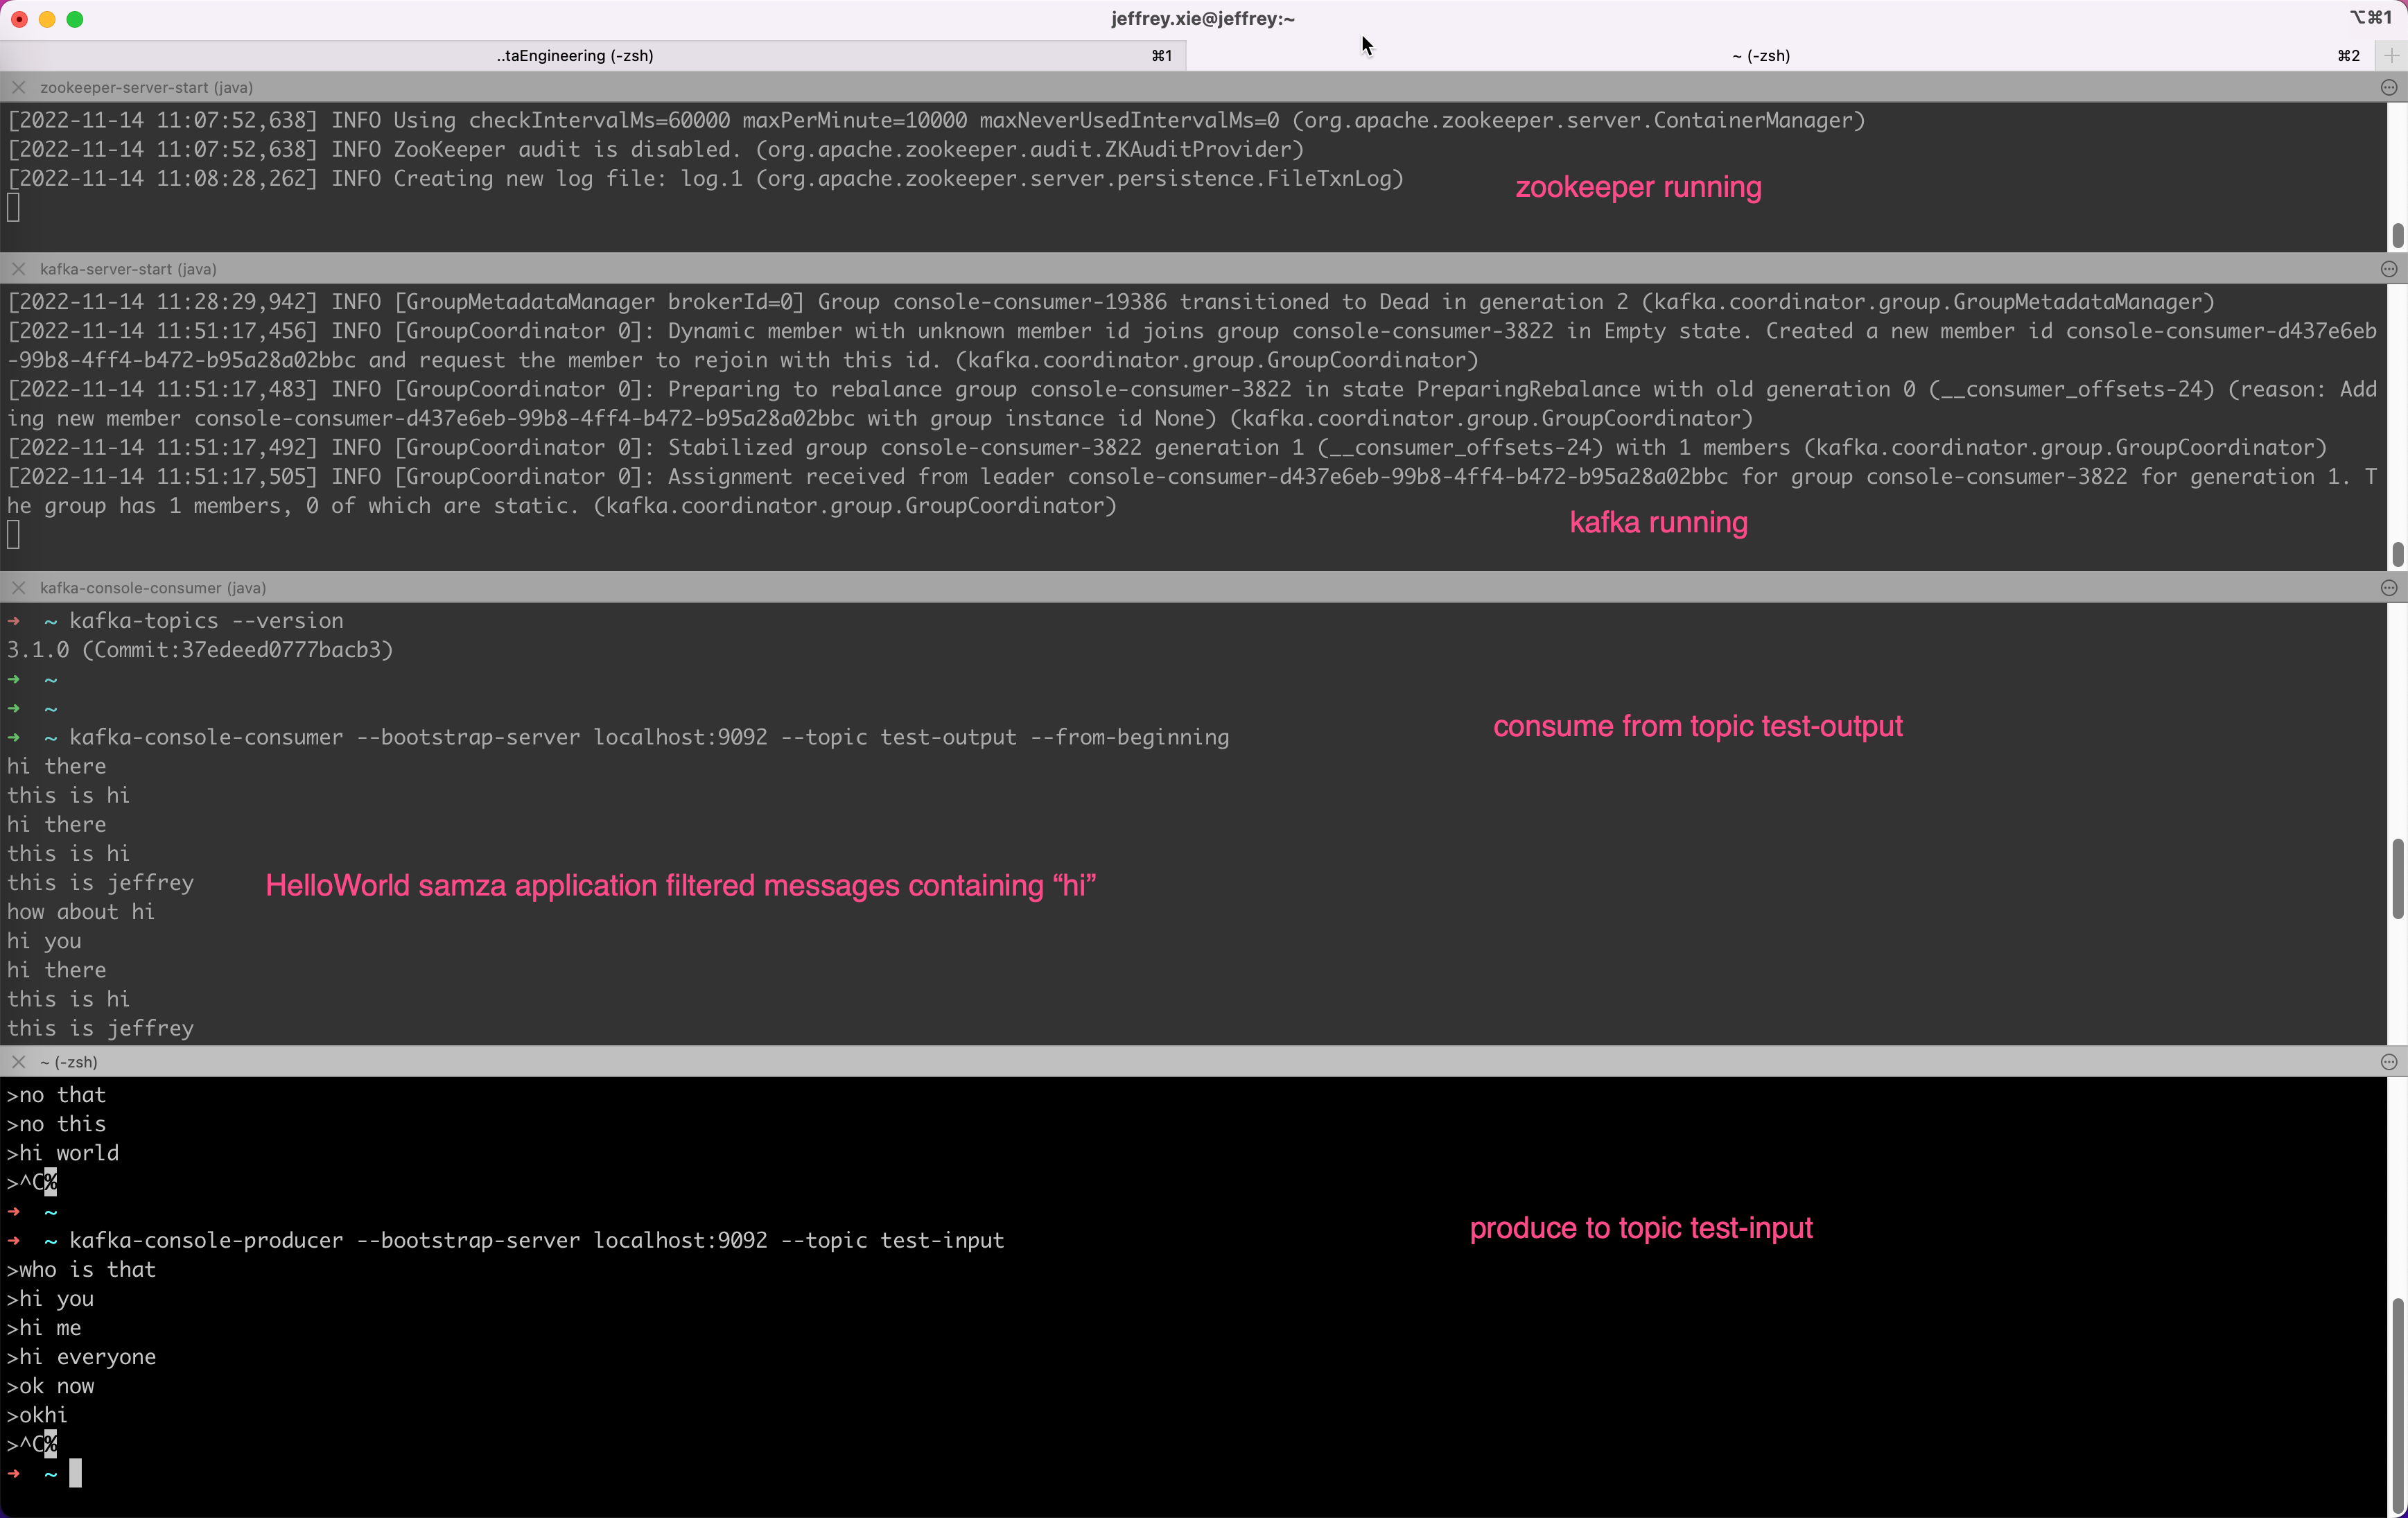 jeffrey.xie@jeffrey:~
⌥⌘1
..taEngineering (-zsh)
⌘1
~ (-zsh)
⌘2
zookeeper-server-start (java)
[2022-11-14 11:07:52,638] INFO Using checkIntervalMs=60000 maxPerMinute=10000 maxNeverUsedIntervalMs=0 (org.apache.zookeeper.server.ContainerManager)
[2022-11-14 11:07:52,638] INFO ZooKeeper audit is disabled. (org.apache.zookeeper.audit.ZKAuditProvider)
[2022-11-14 11:08:28,262] INFO Creating new log file: log.1 (org.apache.zookeeper.server.persistence.FileTxnLog)
zookeeper running
kafka-server-start (java)
[2022-11-14 11:28:29,942] INFO [GroupMetadataManager brokerId=0] Group console-consumer-19386 transitioned to Dead in generation 2 (kafka.coordinator.group.GroupMetadataManager)
[2022-11-14 11:51:17,456] INFO [GroupCoordinator 0]: Dynamic member with unknown member id joins group console-consumer-3822 in Empty state. Created a new member id console-consumer-d437e6eb
-99b8-4ff4-b472-b95a28a02bbc and request the member to rejoin with this id. (kafka.coordinator.group.GroupCoordinator)
[2022-11-14 11:51:17,483] INFO [GroupCoordinator 0]: Preparing to rebalance group console-consumer-3822 in state PreparingRebalance with old generation 0 (__consumer_offsets-24) (reason: Add
ing new member console-consumer-d437e6eb-99b8-4ff4-b472-b95a28a02bbc with group instance id None) (kafka.coordinator.group.GroupCoordinator)
[2022-11-14 11:51:17,492] INFO [GroupCoordinator 0]: Stabilized group console-consumer-3822 generation 1 (__consumer_offsets-24) with 1 members (kafka.coordinator.group.GroupCoordinator)
[2022-11-14 11:51:17,505] INFO [GroupCoordinator 0]: Assignment received from leader console-consumer-d437e6eb-99b8-4ff4-b472-b95a28a02bbc for group console-consumer-3822 for generation 1. T
he group has 1 members, 0 of which are static. (kafka.coordinator.group.GroupCoordinator)
kafka running
kafka-console-consumer (java)
➜ ~ kafka-topics --version
3.1.0 (Commit:37edeed0777bacb3)
➜ ~
➜ ~
➜ ~ kafka-console-consumer --bootstrap-server localhost:9092 --topic test-output --from-beginning
consume from topic test-output
hi there
this is hi
hi there
this is hi
this is jeffrey
HelloWorld samza application filtered messages containing “hi”
how about hi
hi you
hi there
this is hi
this is jeffrey
~ (-zsh)
>no that
>no this
>hi world
>^C%
➜ ~
➜ ~ kafka-console-producer --bootstrap-server localhost:9092 --topic test-input
produce to topic test-input
>who is that
>hi you
>hi me
>hi everyone
>ok now
>okhi
>^C%
➜ ~